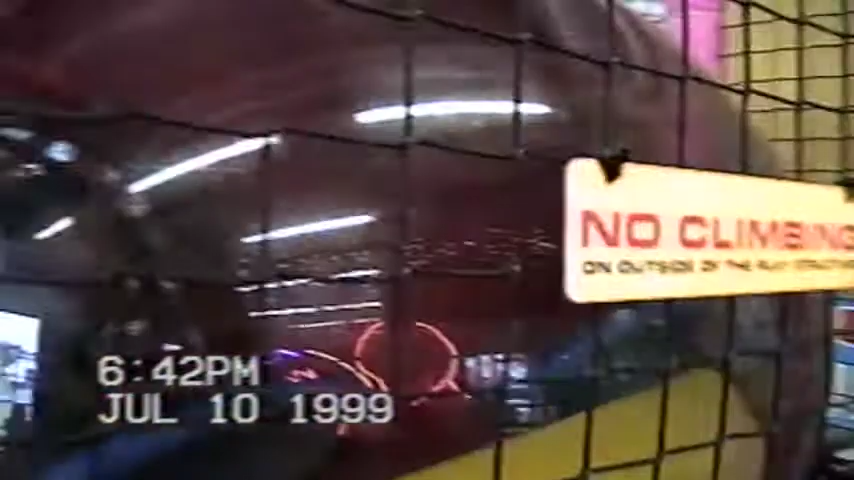 NO CLIMBING
ON OUTSIDE OF THE PLAY STRUCTURE
6:42PM
JUL 10 1999